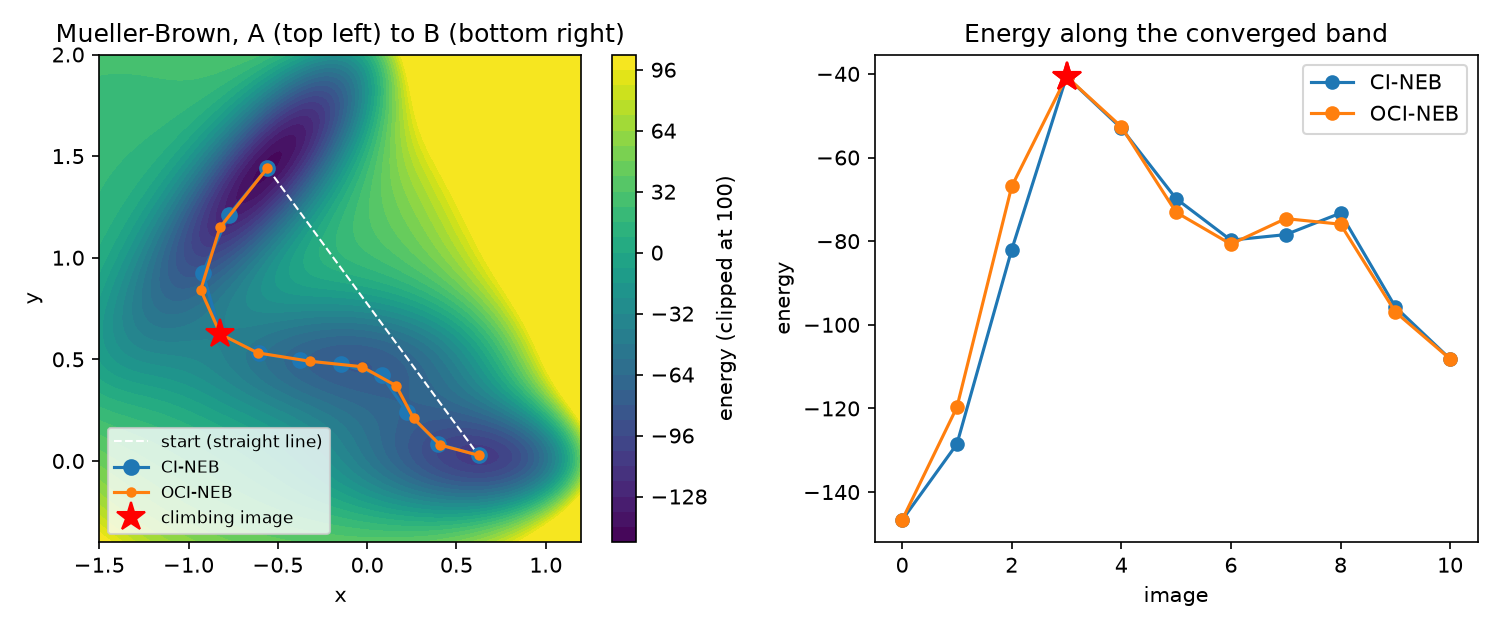 Mueller-Brown, A (top left) to B (bottom right)
2.0
1.5
1.0
0.5
0.0
y
−1.5
−1.0
−0.5
0.0
0.5
1.0
x
start (straight line)
CI-NEB
OCI-NEB
climbing image
96
64
32
0
−32
−64
−96
−128
energy (clipped at 100)
Energy along the converged band
−40
−60
−80
−100
−120
−140
energy
0
2
4
6
8
10
image
CI-NEB
OCI-NEB